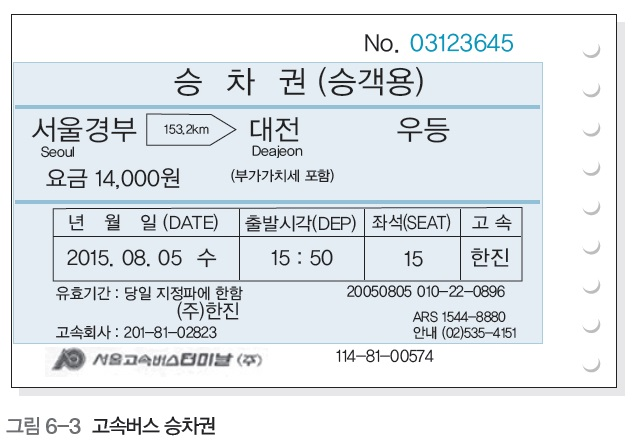 No. 03123645
승 차 권 (승객용)
서울경부 153.2km 대전 우등
Seoul Deajeon
요금 14,000원 (부가가치세 포함)
년 월 일 (DATE) 출발시각(DEP) 좌석(SEAT) 고 속
2015. 08. 05 수 15 : 50 15 한진
유효기간 : 당일 지정파에 한함 20050805 010-22-0896
(주)한진
ARS 1544-8880
고속회사 : 201-81-02823 안내 (02)535-4151
서울고속버스터미날 (주) 114-81-00574
그림 6-3 고속버스 승차권